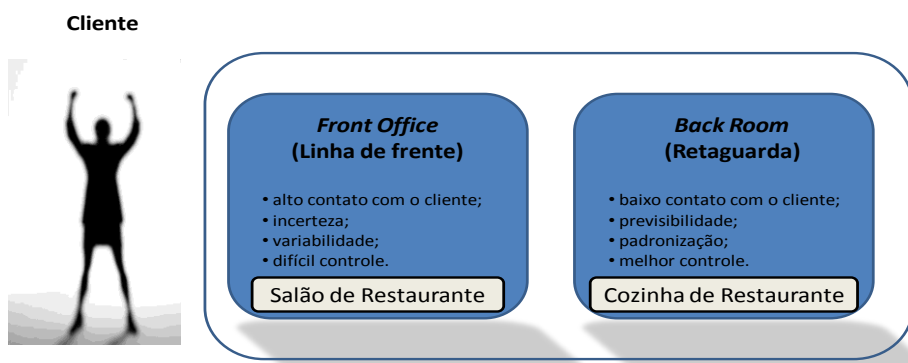 Cliente
Front Office
(Linha de frente)
• alto contato com o cliente;
• incerteza;
• variabilidade;
• difícil controle.
Salão de Restaurante
Back Room
(Retaguarda)
• baixo contato com o cliente;
• previsibilidade;
• padronização;
• melhor controle.
Cozinha de Restaurante